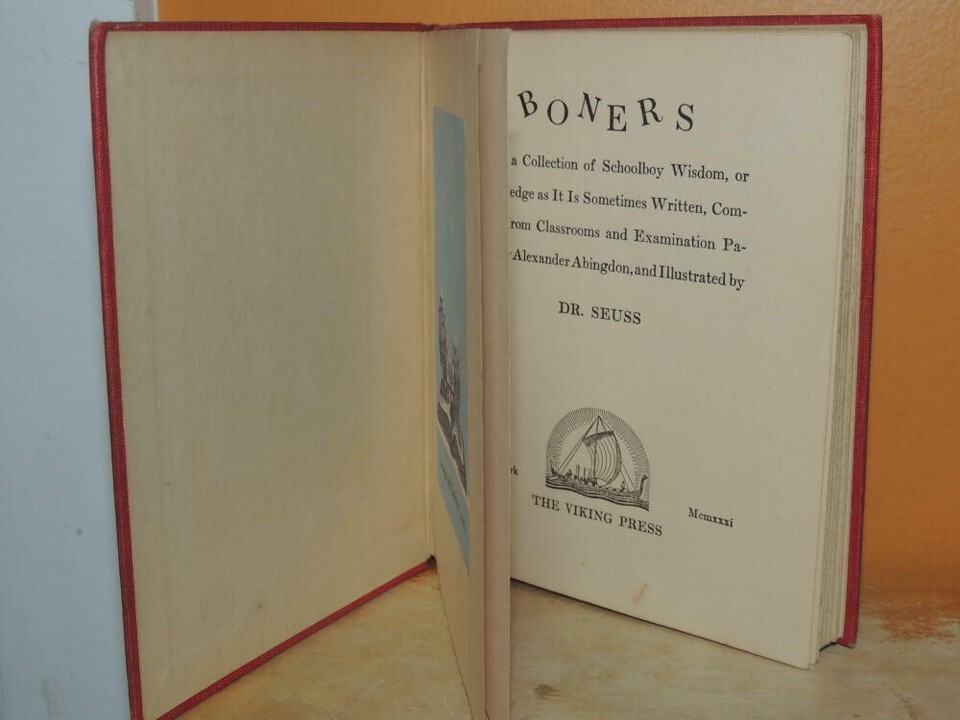 BONERS
a Collection of Schoolboy Wisdom, or
edge as It Is Sometimes Written, Com-
rom Classrooms and Examination Pa-
Alexander Abingdon, and Illustrated by
DR. SEUSS
rk
THE VIKING PRESS
Mcmxxxi